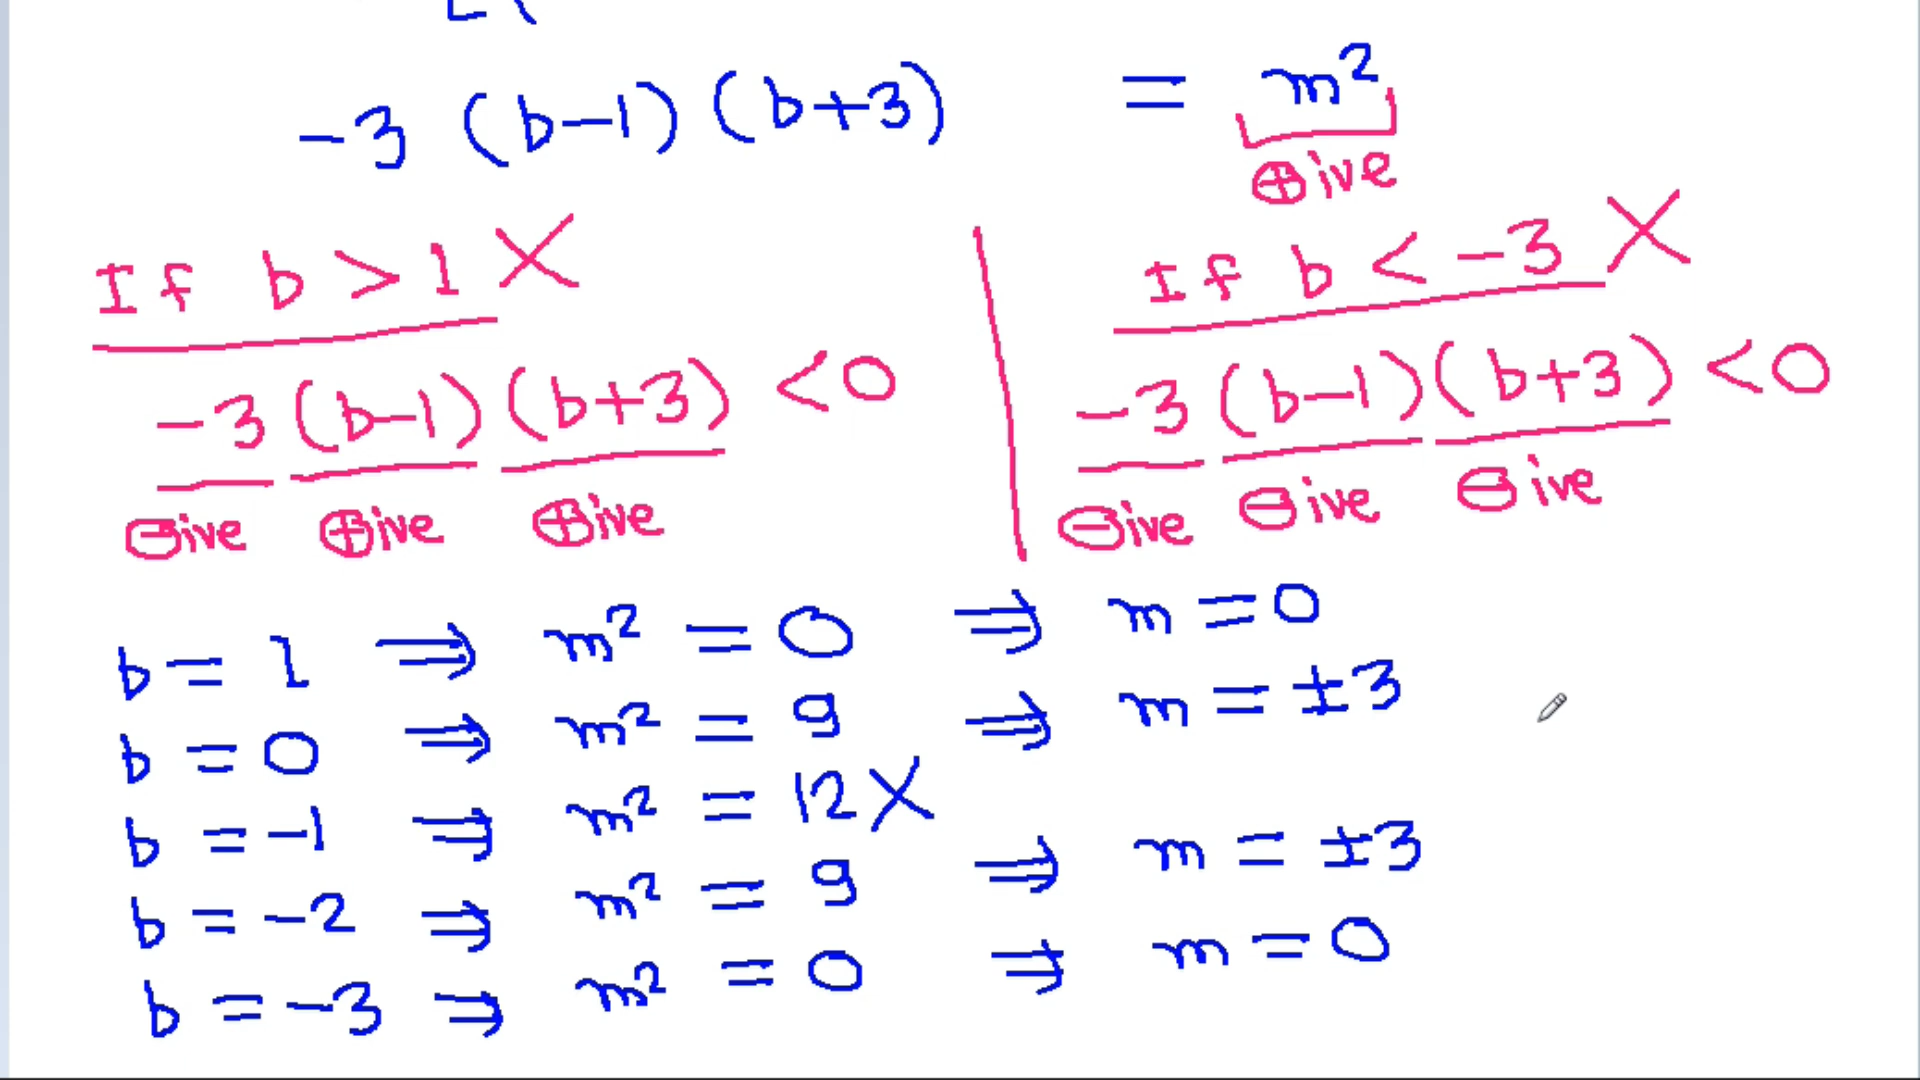 -3 (b-1) (b+3) = m²
⊕ive
If b > 1 X
-3 (b-1) (b+3) < 0
⊖ive ⊕ive ⊕ive
If b < -3 X
-3 (b-1) (b+3) < 0
⊖ive ⊖ive ⊖ive
b = 1 ⇒ m² = 0 ⇒ m = 0
b = 0 ⇒ m² = 9 ⇒ m = ±3
b = -1 ⇒ m² = 12 X
b = -2 ⇒ m² = 9 ⇒ m = ±3
b = -3 ⇒ m² = 0 ⇒ m = 0